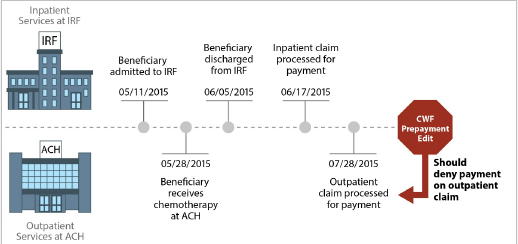 Inpatient
Services at IRF
IRF
Beneficiary
admitted to IRF
05/11/2015
Beneficiary
discharged
from IRF
06/05/2015
Inpatient claim
processed for
payment
06/17/2015
CWF
Prepayment
Edit
ACH
Outpatient
Services at ACH
05/28/2015
Beneficiary
receives
chemotherapy
at ACH
07/28/2015
Outpatient
claim processed
for payment
Should
deny payment
on outpatient
claim